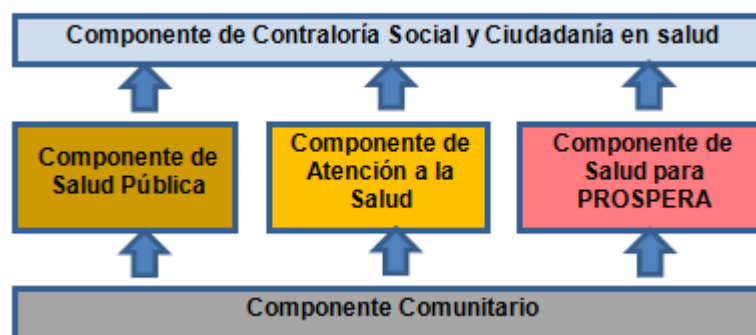 Componente de Contraloría Social y Ciudadanía en salud
Componente de
Salud Pública
Componente de
Atención a la
Salud
Componente de
Salud para
PROSPERA
Componente Comunitario